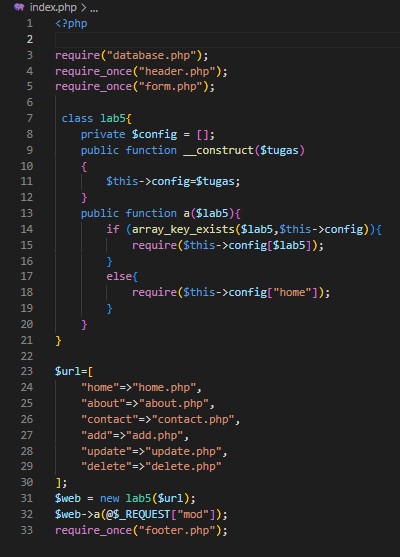 index.php > ...
1 <?php
2
3 require("database.php");
4 require_once("header.php");
5 require_once("form.php");
6
7 class lab5{
8 private $config = [];
9 public function __construct($tugas)
10 {
11 $this->config=$tugas;
12 }
13 public function a($lab5){
14 if (array_key_exists($lab5,$this->config)){
15 require($this->config[$lab5]);
16 }
17 else{
18 require($this->config["home"]);
19 }
20 }
21 }
22
23 $url=[
24 "home"=>"home.php",
25 "about"=>"about.php",
26 "contact"=>"contact.php",
27 "add"=>"add.php",
28 "update"=>"update.php",
29 "delete"=>"delete.php"
30 ];
31 $web = new lab5($url);
32 $web->a(@$_REQUEST["mod"]);
33 require_once("footer.php");